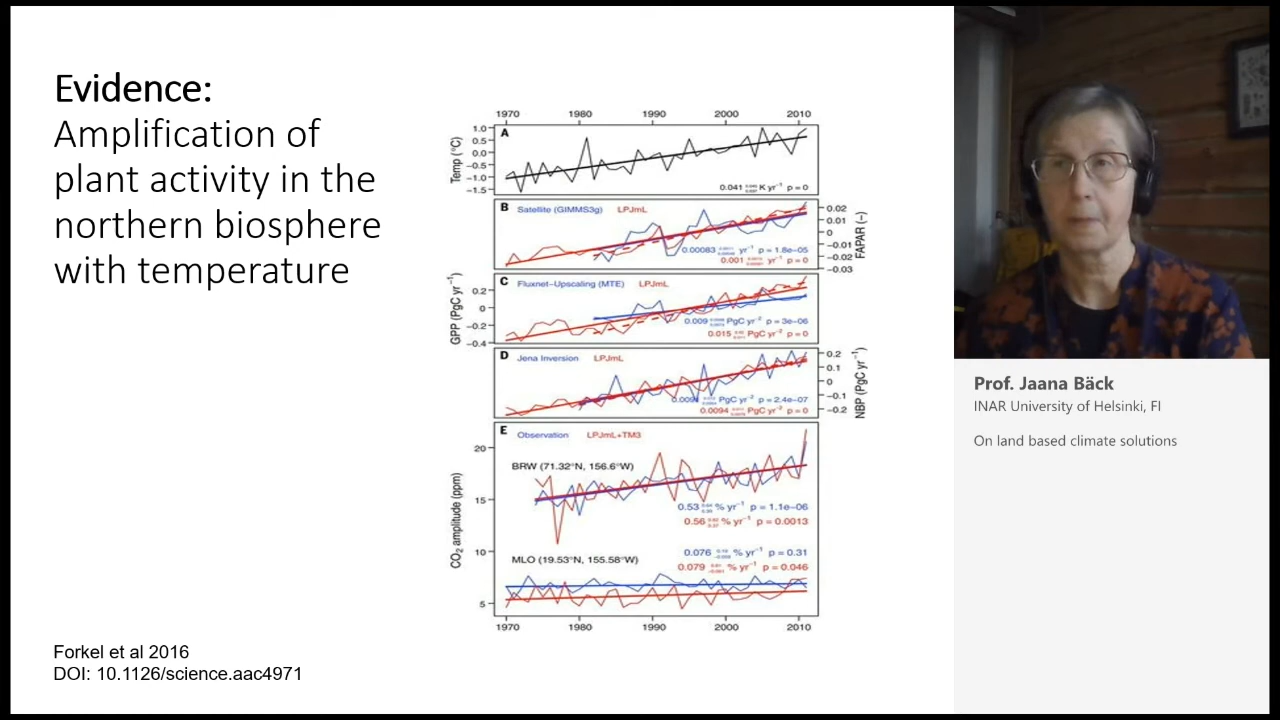 Evidence:
Amplification of
plant activity in the
northern biosphere
with temperature
1970 1980 1990 2000 2010
A
Temp (°C)
1.0
0.5
0.0
−0.5
−1.0
−1.5
0.041 K yr⁻¹ p=0
B Satellite (GIMMS3g) LPJmL
0.02
0.01
0
−0.01
−0.02
−0.03
FAPAR (−)
0.00083 yr⁻¹ p = 1.8e−05
0.001 yr⁻¹ p = 0
C Fluxnet−Upscaling (MTE) LPJmL
GPP (PgC yr⁻¹)
0.2
0
−0.2
−0.4
0.009 PgC yr⁻² p = 3e−06
0.015 PgC yr⁻² p = 0
D Jena Inversion LPJmL
0.2
0.1
0
−0.1
−0.2
NBP (PgC yr⁻¹)
PgC yr⁻² p = 2.4e−07
0.0094 PgC yr⁻² p = 0
E Observation LPJmL+TM3
CO₂ amplitude (ppm)
20
15
10
5
BRW (71.32°N, 156.6°W)
0.53 % yr⁻¹ p = 1.1e−06
0.56 % yr⁻¹ p = 0.0013
MLO (19.53°N, 155.58°W)
0.076 % yr⁻¹ p = 0.31
0.079 % yr⁻¹ p = 0.046
1970 1980 1990 2000 2010
Forkel et al 2016
DOI: 10.1126/science.aac4971
Prof. Jaana Bäck
INAR University of Helsinki, FI
On land based climate solutions